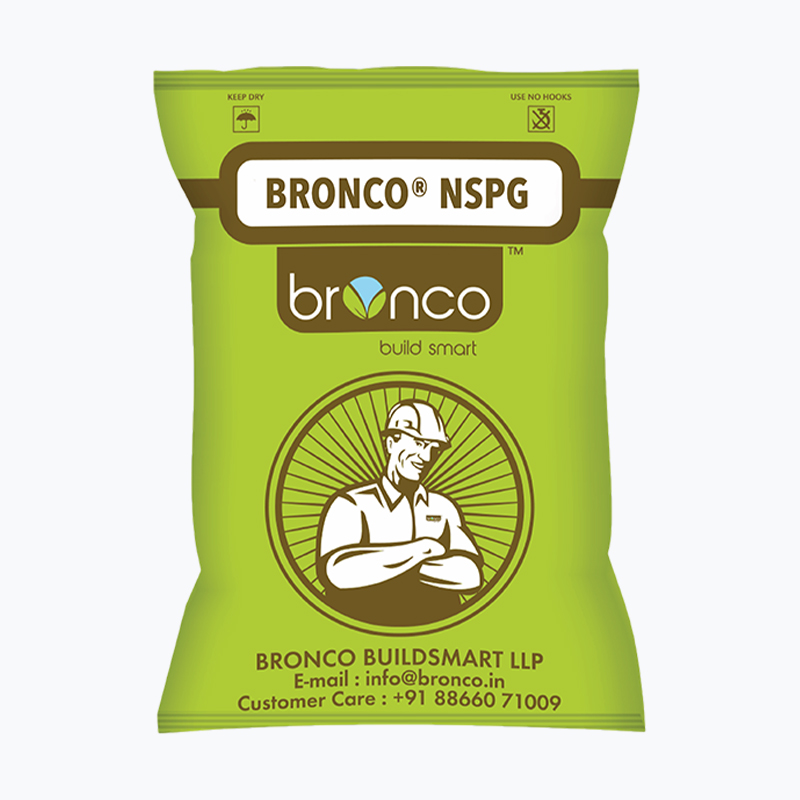 KEEP DRY
USE NO HOOKS
BRONCO® NSPG
TM
bronco
build smart
BRONCO BUILDSMART LLP
E-mail : info@bronco.in
Customer Care : +91 88660 71009